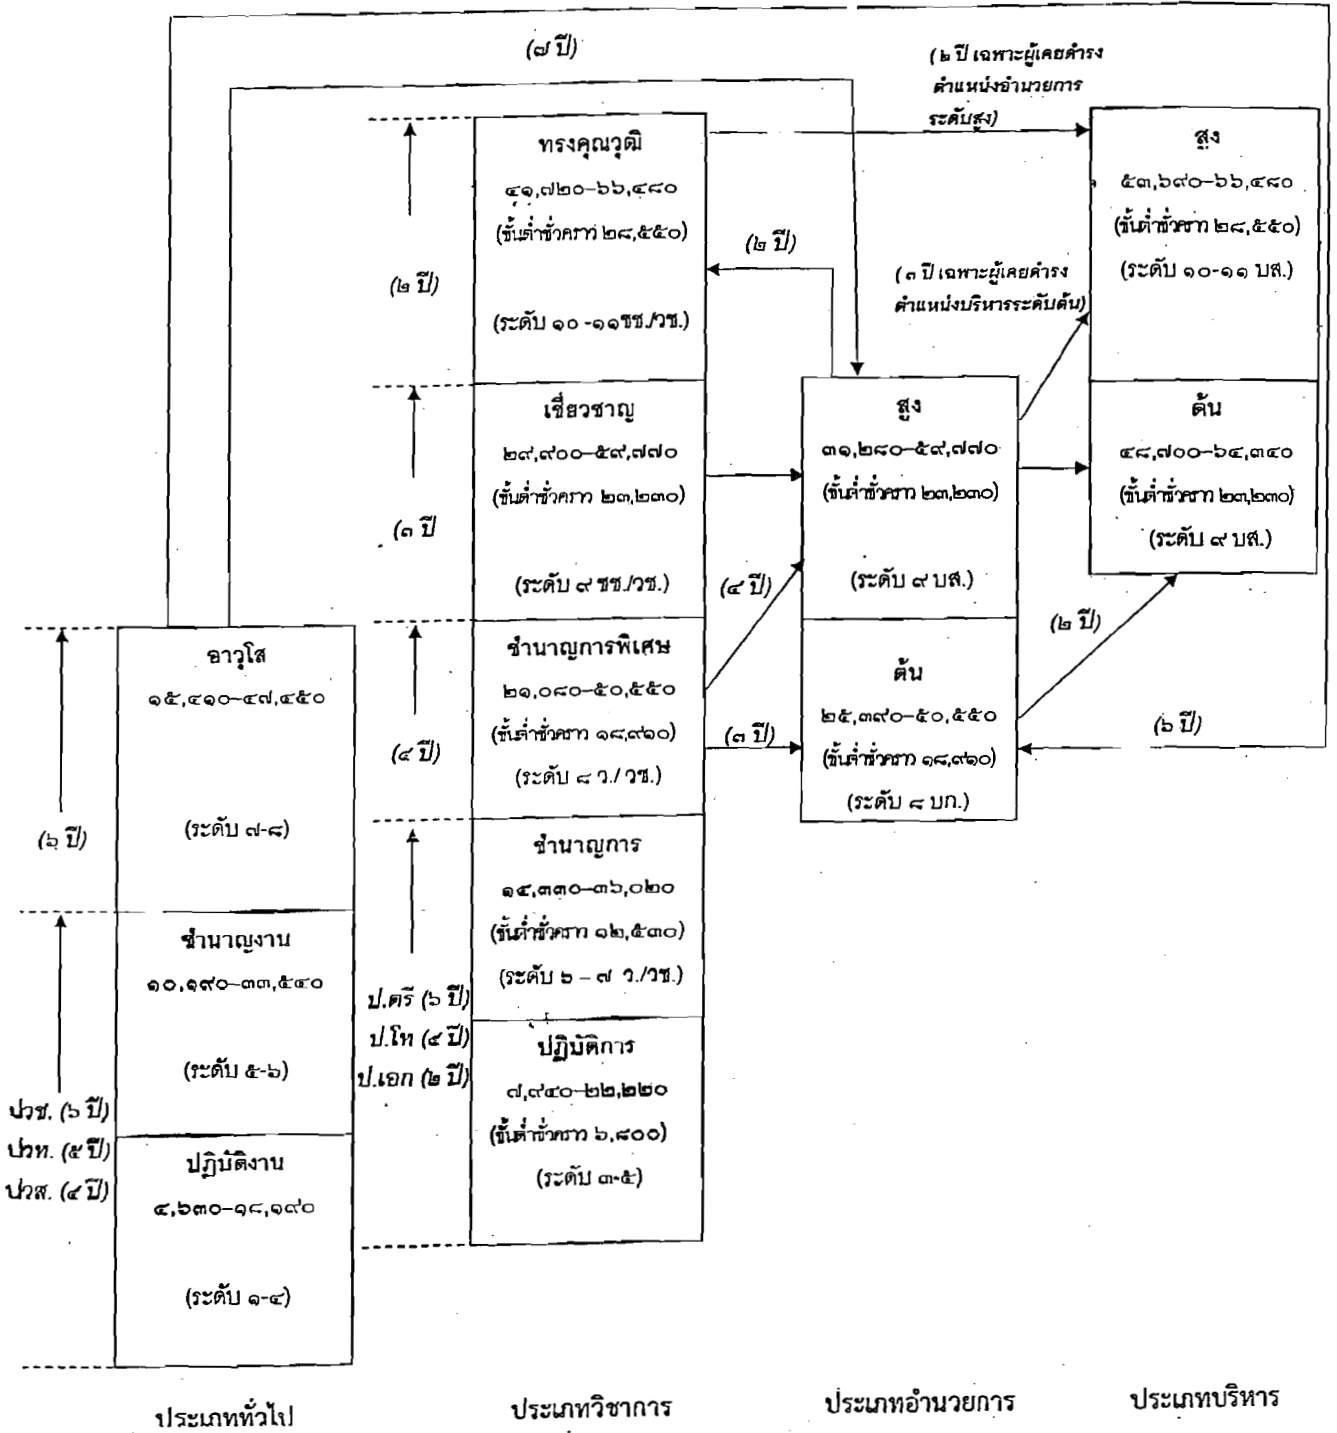 (๗ ปี)
(๒ ปี เฉพาะผู้เคยดำรง
ตำแหน่งอำนวยการ
ระดับสูง)
ทรงคุณวุฒิ
๔๑,๗๒๐–๖๖,๔๘๐
(ขั้นต่ำชั่วคราว ๒๘,๕๕๐)
(ระดับ ๑๐ -๑๑ชช./วช.)
(๒ ปี)
(๒ ปี)
(๓ ปี เฉพาะผู้เคยดำรง
ตำแหน่งบริหารระดับต้น)
สูง
๕๓,๖๙๐–๖๖,๔๘๐
(ขั้นต่ำชั่วคราว ๒๘,๕๕๐)
(ระดับ ๑๐-๑๑ บส.)
เชี่ยวชาญ
๒๙,๙๐๐–๕๙,๗๗๐
(ขั้นต่ำชั่วคราว ๒๓,๒๓๐)
(ระดับ ๙ ชช./วช.)
(๓ ปี
สูง
๓๑,๒๘๐–๕๙,๗๗๐
(ขั้นต่ำชั่วคราว ๒๓,๒๓๐)
(ระดับ ๙ บส.)
ต้น
๔๘,๗๐๐–๖๔,๓๔๐
(ขั้นต่ำชั่วคราว ๒๓,๒๓๐)
(ระดับ ๙ บส.)
(๔ ปี)
(๒ ปี)
อาวุโส
๑๕,๔๑๐–๔๗,๔๕๐
(ระดับ ๗-๘)
(๖ ปี)
ชำนาญการพิเศษ
๒๑,๐๘๐–๕๐,๕๕๐
(ขั้นต่ำชั่วคราว ๑๘,๙๑๐)
(ระดับ ๘ ว./ วช.)
(๔ ปี)
(๓ ปี)
ต้น
๒๕,๓๙๐–๕๐,๕๕๐
(ขั้นต่ำชั่วคราว ๑๘,๙๑๐)
(ระดับ ๘ บก.)
(๖ ปี)
ชำนาญการ
๑๔,๓๓๐–๓๖,๐๒๐
(ขั้นต่ำชั่วคราว ๑๒,๕๓๐)
(ระดับ ๖ – ๗ ว./วช.)
ชำนาญงาน
๑๐,๑๙๐–๓๓,๕๔๐
(ระดับ ๕-๖)
ป.ตรี (๖ ปี)
ป.โท (๔ ปี)
ป.เอก (๒ ปี)
ปฏิบัติการ
๗,๙๔๐–๒๒,๒๒๐
(ขั้นต่ำชั่วคราว ๖,๘๐๐)
(ระดับ ๓-๕)
ปวช. (๖ ปี)
ปวท. (๕ ปี)
ปวส. (๔ ปี)
ปฏิบัติงาน
๔,๖๓๐–๑๘,๑๙๐
(ระดับ ๑-๔)
ประเภททั่วไป
ประเภทวิชาการ
ประเภทอำนวยการ
ประเภทบริหาร